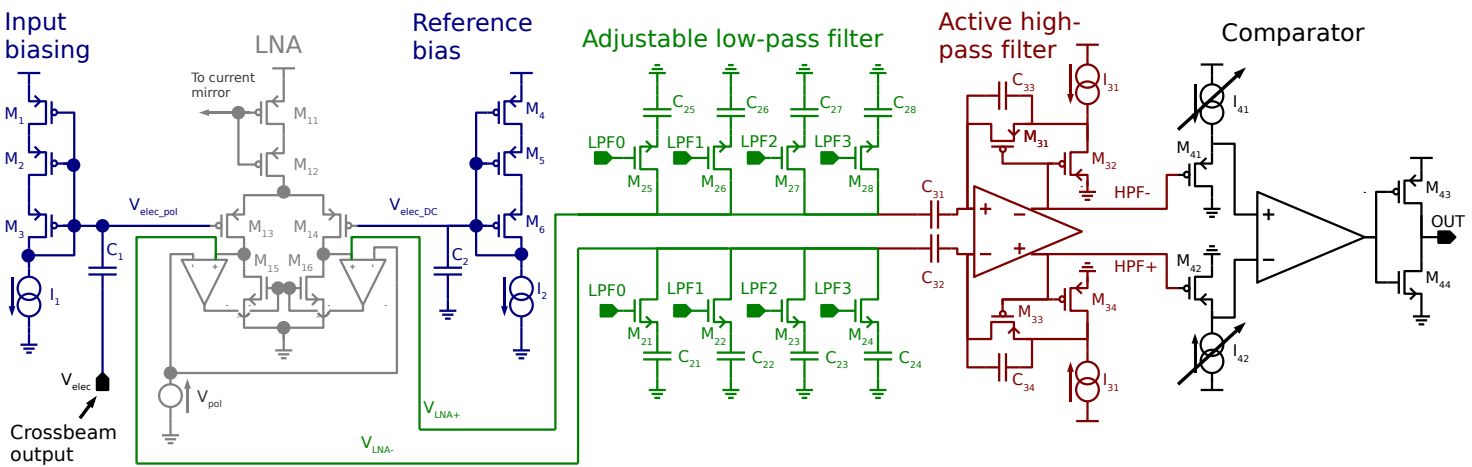 Input
biasing
LNA
Reference
bias
Adjustable low-pass filter
Active high-
pass filter
Comparator
To current
mirror
M1
M2
M3
M11
M12
M4
M5
M6
C25
C26
C27
C28
LPF0
LPF1
LPF2
LPF3
M25
M26
M27
M28
C33
I31
M31
M32
I41
M41
M43
Velec_pol
M13
M14
Velec_DC
C31
HPF-
+
−
+
OUT
C1
+
M15
M16
+
C2
−
+
HPF+
C32
−
M42
M44
I1
I2
LPF0
LPF1
LPF2
LPF3
M21
M22
M23
M24
M33
M34
C21
C22
C23
C24
C34
I31
I42
Velec
Vpol
VLNA+
VLNA-
Crossbeam
output